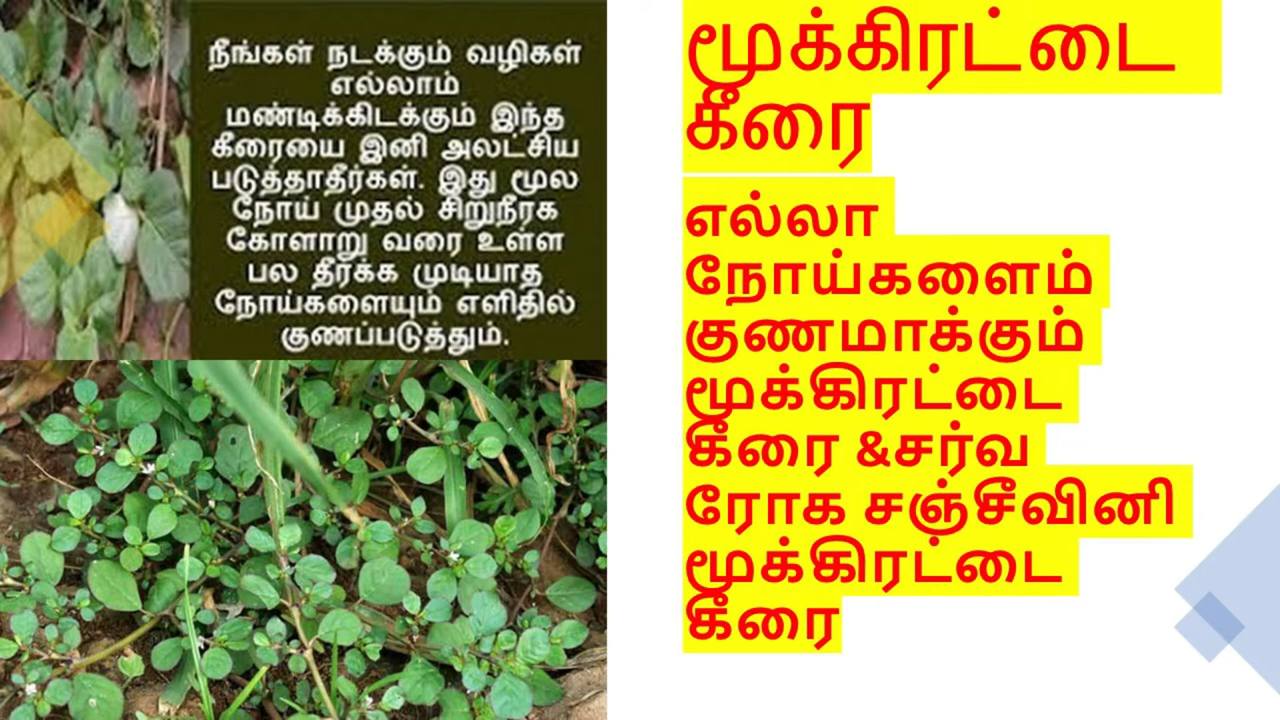 நீங்கள் நடக்கும் வழிகள்
எல்லாம்
மண்டிக்கிடக்கும் இந்த
கீரையை இனி அலட்சிய
படுத்தாதீர்கள். இது மூல
நோய் முதல் சிறுநீரக
கோளாறு வரை உள்ள
பல தீர்க்க முடியாத
நோய்களையும் எளிதில்
குணப்படுத்தும்.
மூக்கிரட்டை
கீரை
எல்லா
நோய்களைம்
குணமாக்கும்
மூக்கிரட்டை
கீரை &சர்வ
ரோக சஞ்சீவினி
மூக்கிரட்டை
கீரை